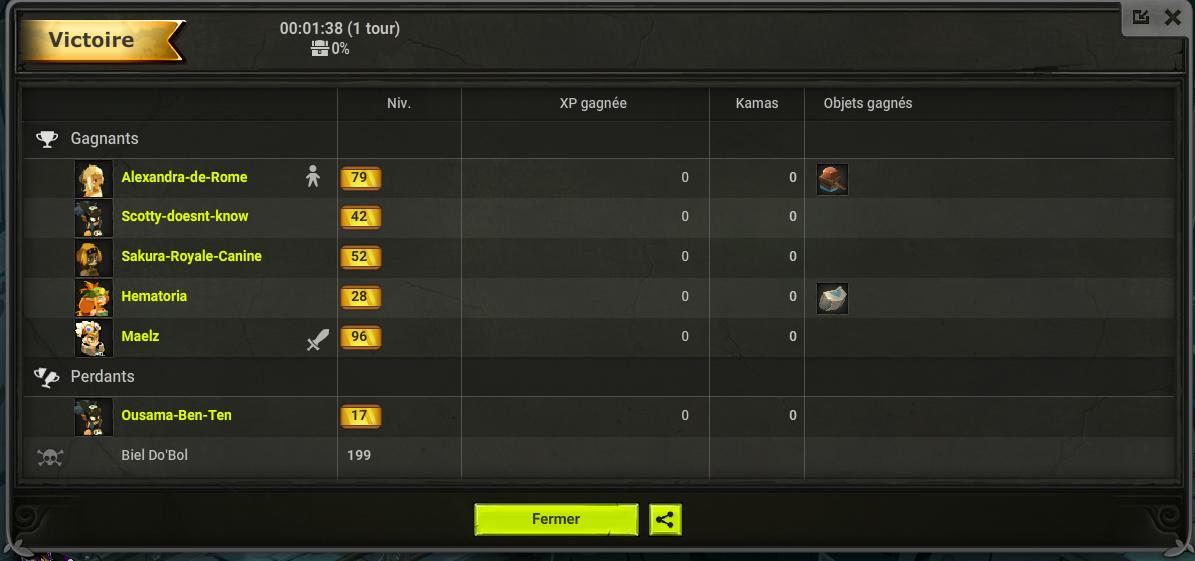 Victoire
00:01:38 (1 tour)
0%
Niv. XP gagnée Kamas Objets gagnés
Gagnants
Alexandra-de-Rome 79 0 0
Scotty-doesnt-know 42 0 0
Sakura-Royale-Canine 52 0 0
Hematoria 28 0 0
Maelz 96 0 0
Perdants
Ousama-Ben-Ten 17 0 0
Biel Do'Bol 199
Fermer